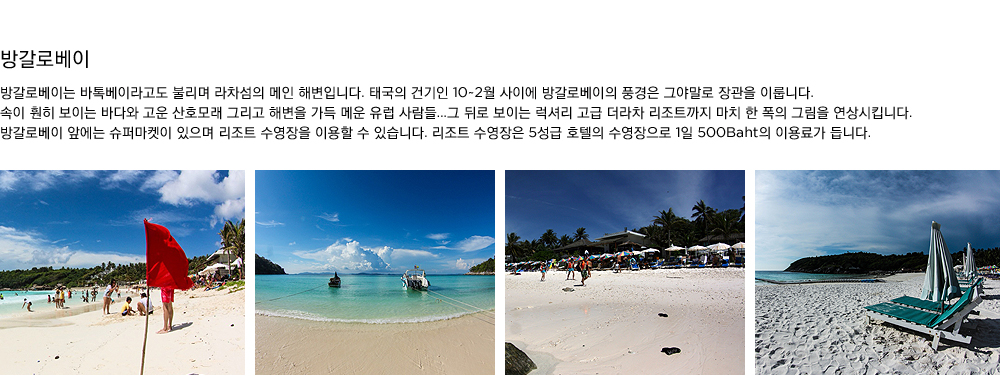 방갈로베이
방갈로베이는 바톡베이라고도 불리며 라차섬의 메인 해변입니다. 태국의 건기인 10~2월 사이에 방갈로베이의 풍경은 그야말로 장관을 이룹니다.
속이 훤히 보이는 바다와 고운 산호모래 그리고 해변을 가득 메운 유럽 사람들...그 뒤로 보이는 럭셔리 고급 더라차 리조트까지 마치 한 폭의 그림을 연상시킵니다.
방갈로베이 앞에는 슈퍼마켓이 있으며 리조트 수영장을 이용할 수 있습니다. 리조트 수영장은 5성급 호텔의 수영장으로 1일 500Baht의 이용료가 듭니다.